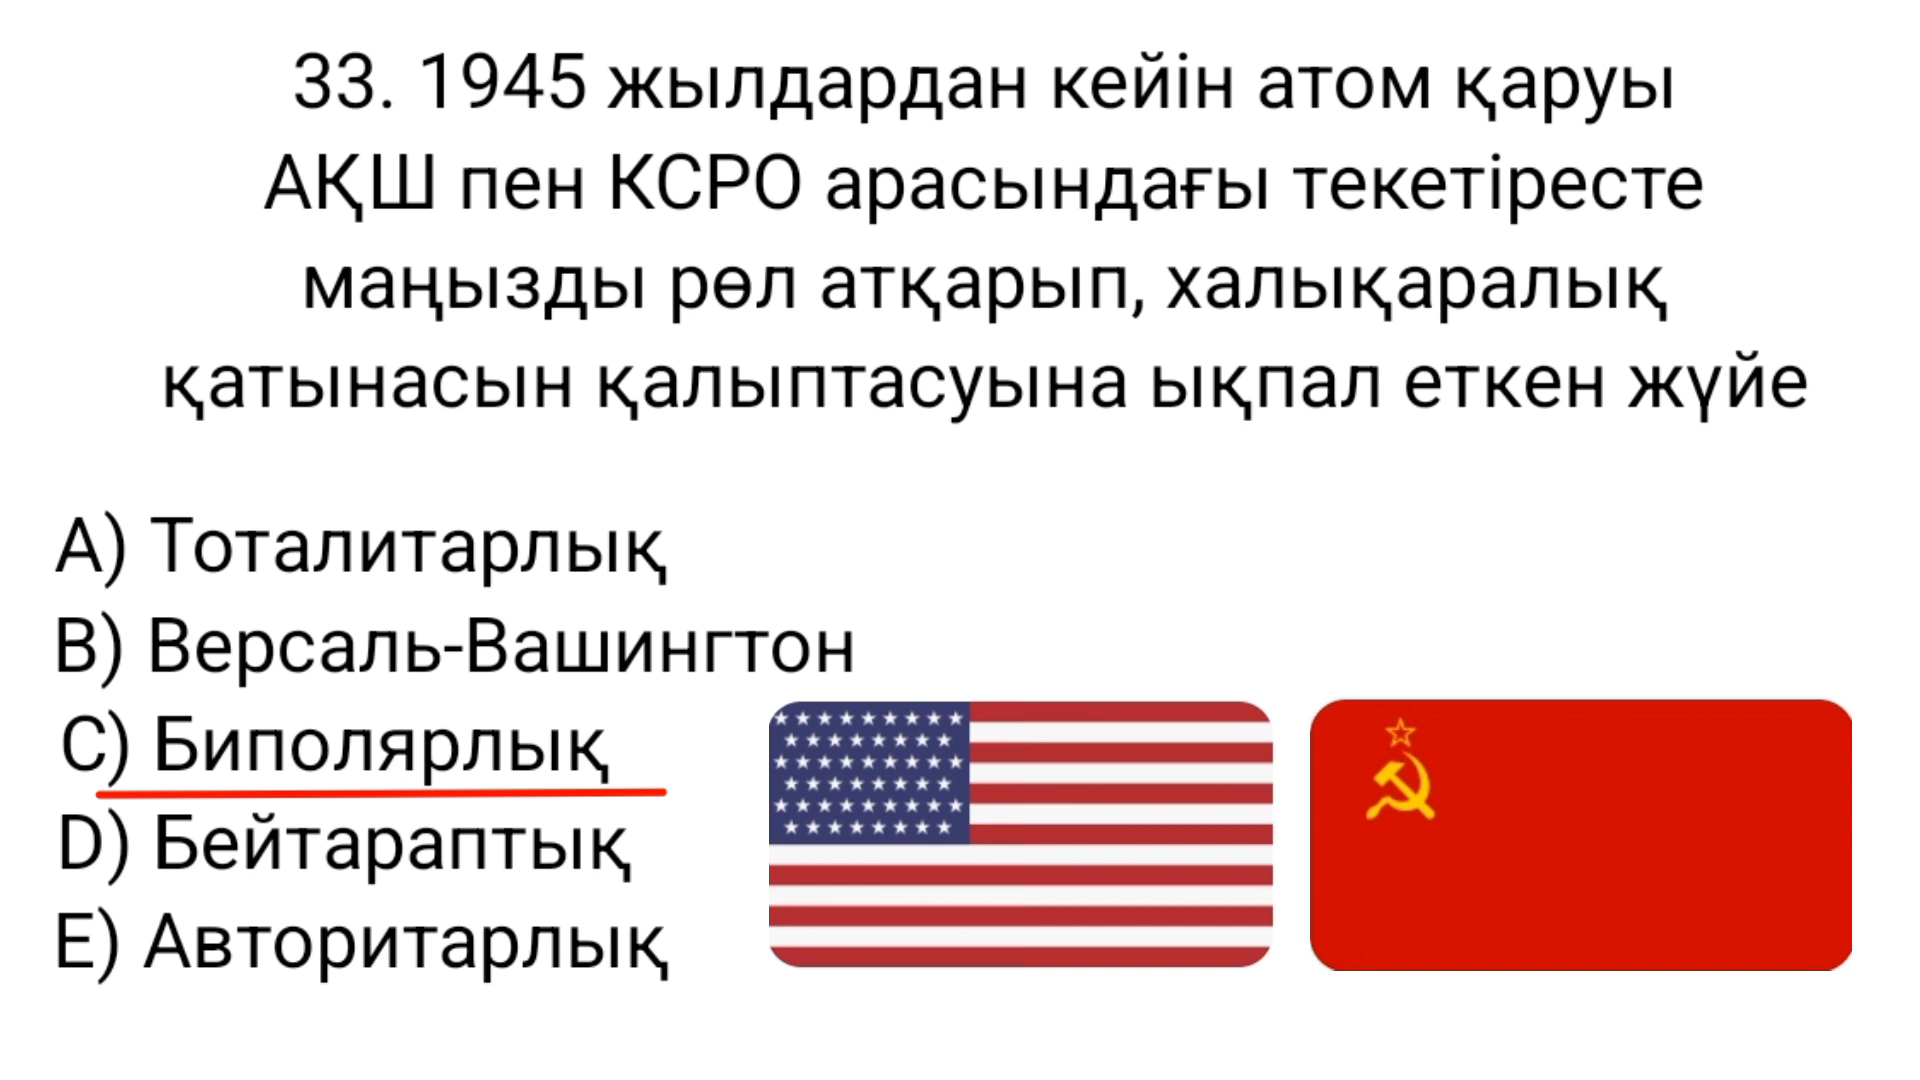 33. 1945 жылдардан кейін атом қаруы
АҚШ пен КСРО арасындағы текетіресте
маңызды рөл атқарып, халықаралық
қатынасын қалыптасуына ықпал еткен жүйе
A) Тоталитарлық
B) Версаль-Вашингтон
C) Биполярлық
D) Бейтараптық
E) Авторитарлық